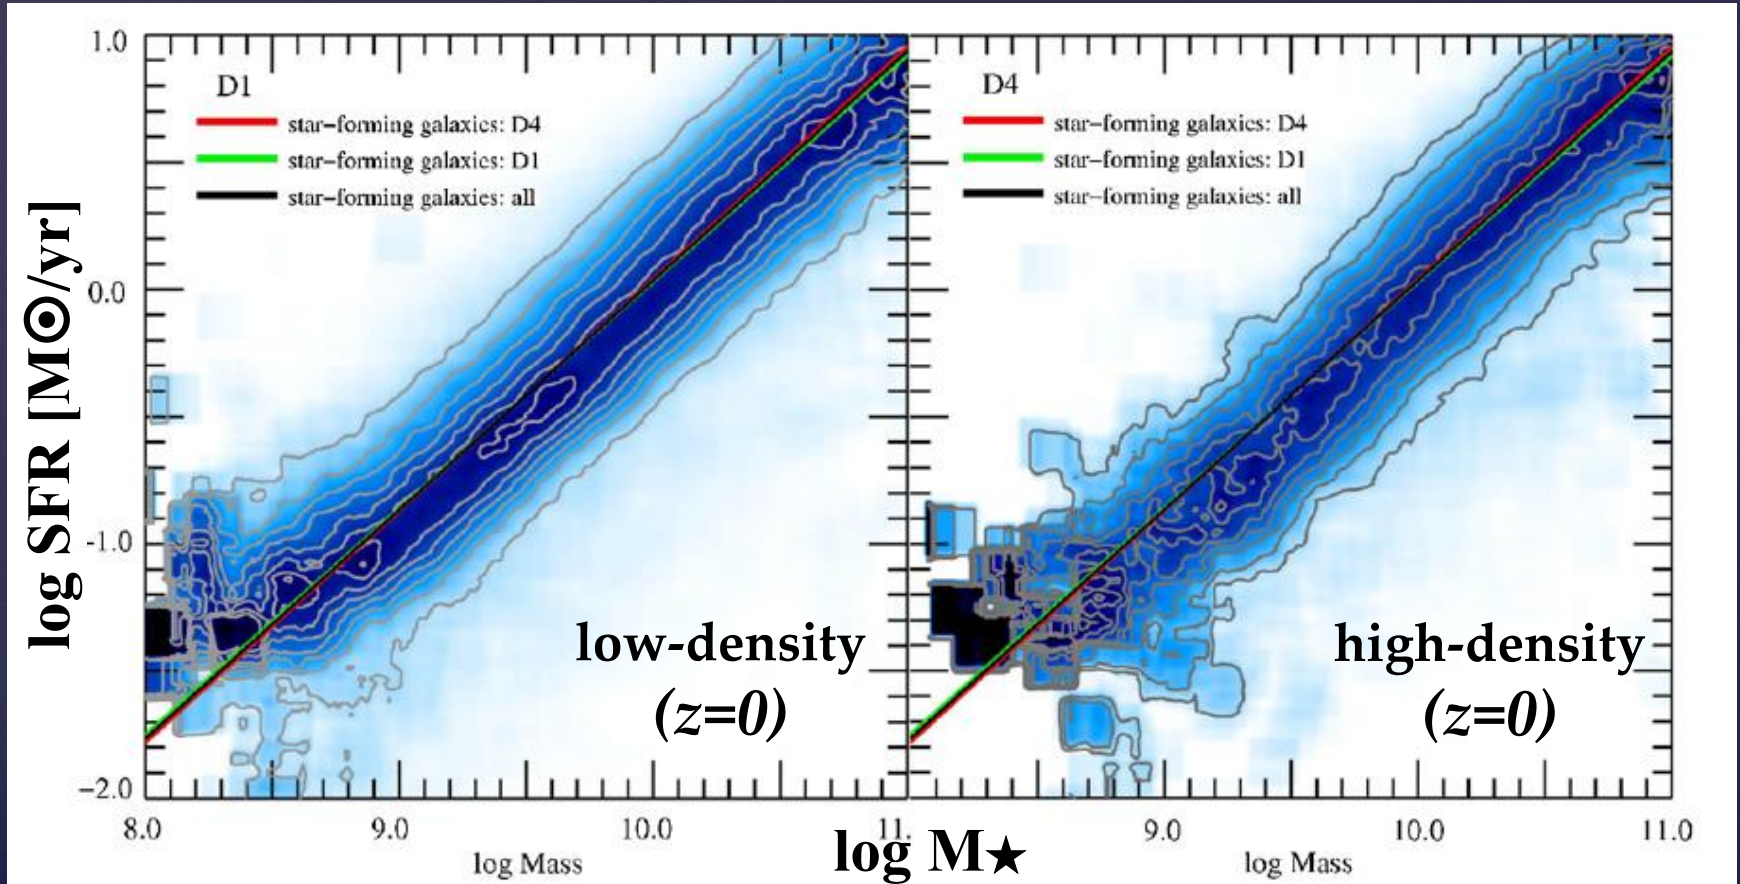 1.0
0.0
-1.0
−2.0
log SFR [M⊙/yr]
D1
star−forming galaxies: D4
star−forming galaxies: D1
star−forming galaxies: all
low-density
(z=0)
D4
star−forming galaxies: D4
star−forming galaxies: D1
star−forming galaxies: all
high-density
(z=0)
8.0 9.0 10.0 11. 9.0 10.0 11.0
log Mass log M★ log Mass